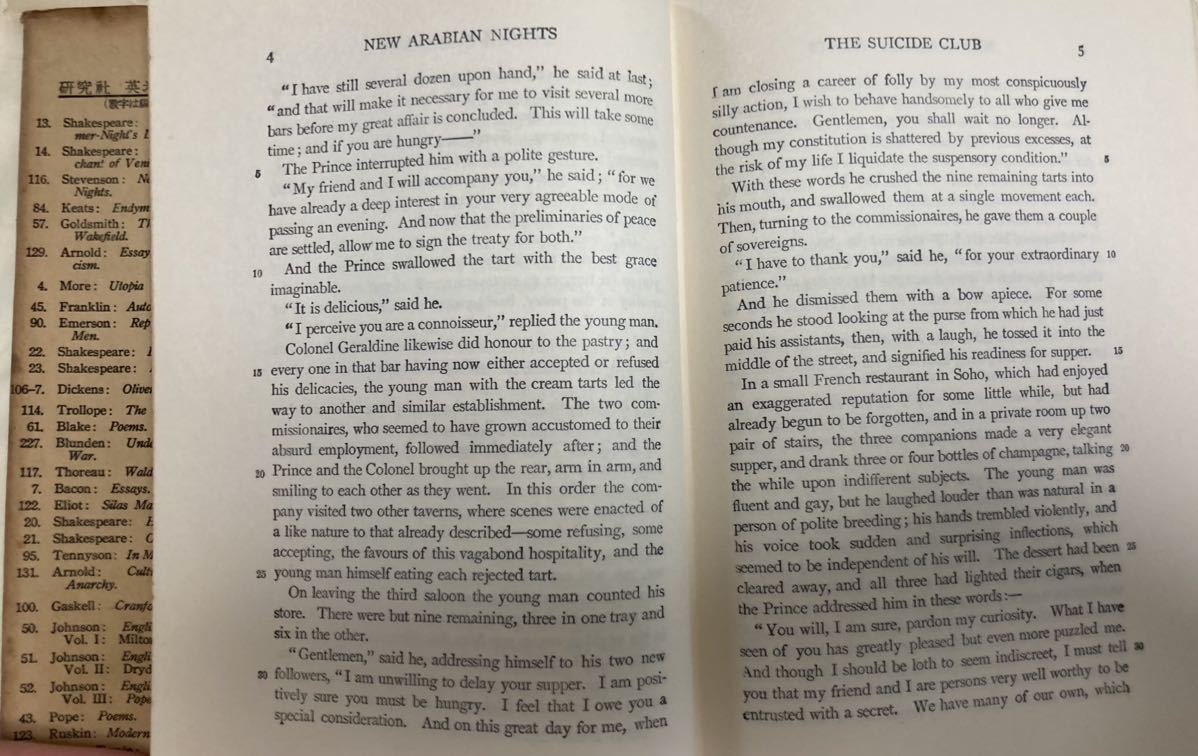 研究社 英
13. Shakespeare:
mer-Night's
14. Shakespeare:
chant of Ven
116. Stevenson: N
Nights.
84. Keats: Endym
57. Goldsmith: Th
Wakefield.
129. Arnold: Essay
cism.
4. More: Utopia
45. Franklin: Auto
90. Emerson: Rep
Men.
22. Shakespeare:
23. Shakespeare:
106-7. Dickens: Oliver
114. Trollope: The
61. Blake: Poems.
227. Blunden: Und
War.
117. Thoreau: Wald
7. Bacon: Essays.
122. Eliot: Silas Ma
20. Shakespeare:
21. Shakespeare:
95. Tennyson: In M
131. Arnold: Cult
Anarchy.
100. Gaskell: Cranfo
50. Johnson: Engli
Vol. I: Milto
51. Johnson: Engli
Vol. II: Dryd
52. Johnson: Engli
Vol. III: Pope
43. Pope: Poems.
123. Ruskin: Modern
4 NEW ARABIAN NIGHTS
"I have still several dozen upon hand," he said at last;
"and that will make it necessary for me to visit several more
bars before my great affair is concluded. This will take some
time; and if you are hungry——"
5 The Prince interrupted him with a polite gesture.
"My friend and I will accompany you," he said; "for we
have already a deep interest in your very agreeable mode of
passing an evening. And now that the preliminaries of peace
are settled, allow me to sign the treaty for both."
10 And the Prince swallowed the tart with the best grace
imaginable.
"It is delicious," said he.
"I perceive you are a connoisseur," replied the young man.
Colonel Geraldine likewise did honour to the pastry; and
15 every one in that bar having now either accepted or refused
his delicacies, the young man with the cream tarts led the
way to another and similar establishment. The two com-
missionaires, who seemed to have grown accustomed to their
absurd employment, followed immediately after; and the
20 Prince and the Colonel brought up the rear, arm in arm, and
smiling to each other as they went. In this order the com-
pany visited two other taverns, where scenes were enacted of
a like nature to that already described—some refusing, some
accepting, the favours of this vagabond hospitality, and the
25 young man himself eating each rejected tart.
On leaving the third saloon the young man counted his
store. There were but nine remaining, three in one tray and
six in the other.
"Gentlemen," said he, addressing himself to his two new
30 followers, "I am unwilling to delay your supper. I am posi-
tively sure you must be hungry. I feel that I owe you a
special consideration. And on this great day for me, when
THE SUICIDE CLUB 5
I am closing a career of folly by my most conspicuously
silly action, I wish to behave handsomely to all who give me
countenance. Gentlemen, you shall wait no longer. Al-
though my constitution is shattered by previous excesses, at
the risk of my life I liquidate the suspensory condition." 5
With these words he crushed the nine remaining tarts into
his mouth, and swallowed them at a single movement each.
Then, turning to the commissionaires, he gave them a couple
of sovereigns.
"I have to thank you," said he, "for your extraordinary 10
patience."
And he dismissed them with a bow apiece. For some
seconds he stood looking at the purse from which he had just
paid his assistants, then, with a laugh, he tossed it into the
middle of the street, and signified his readiness for supper. 15
In a small French restaurant in Soho, which had enjoyed
an exaggerated reputation for some little while, but had
already begun to be forgotten, and in a private room up two
pair of stairs, the three companions made a very elegant
supper, and drank three or four bottles of champagne, talking 20
the while upon indifferent subjects. The young man was
fluent and gay, but he laughed louder than was natural in a
person of polite breeding; his hands trembled violently, and
his voice took sudden and surprising inflections, which
seemed to be independent of his will. The dessert had been 25
cleared away, and all three had lighted their cigars, when
the Prince addressed him in these words:—
"You will, I am sure, pardon my curiosity. What I have
seen of you has greatly pleased but even more puzzled me.
And though I should be loth to seem indiscreet, I must tell 30
you that my friend and I are persons very well worthy to be
entrusted with a secret. We have many of our own, which